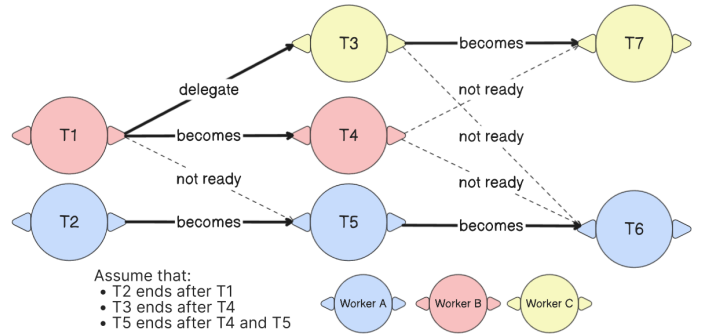 T3
becomes
T7
delegate
not ready
T1
becomes
T4
not ready
not ready
not ready
T2
becomes
T5
becomes
T6
Assume that:
• T2 ends after T1
• T3 ends after T4
• T5 ends after T4 and T5
Worker A
Worker B
Worker C